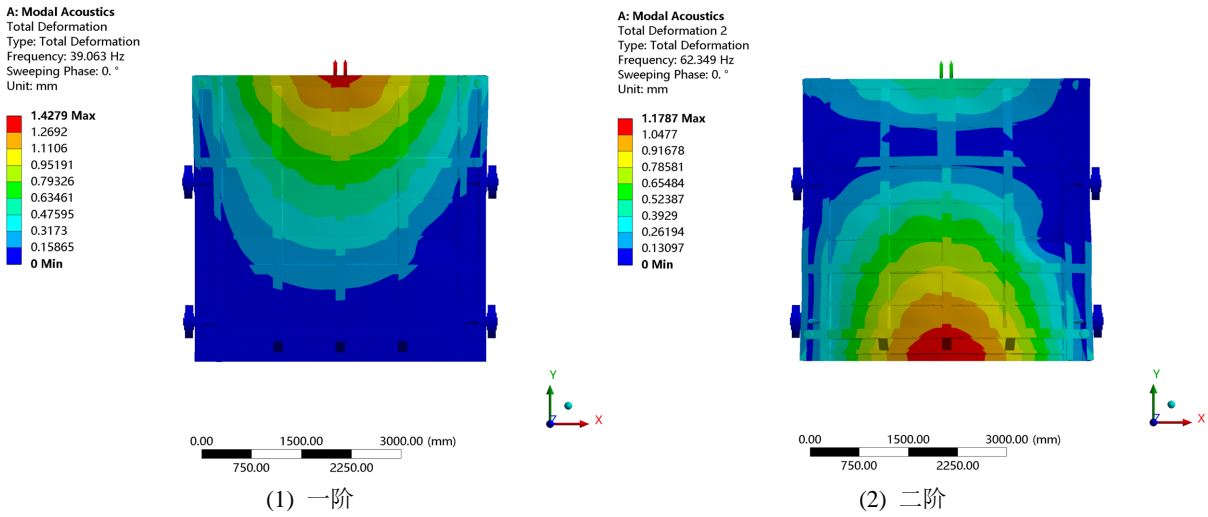 A: Modal Acoustics
Total Deformation
Type: Total Deformation
Frequency: 39.063 Hz
Sweeping Phase: 0. °
Unit: mm
1.4279 Max
1.2692
1.1106
0.95191
0.79326
0.63461
0.47595
0.3173
0.15865
0 Min
Y
X
Z
0.00
1500.00
3000.00 (mm)
750.00
2250.00
(1) 一阶
A: Modal Acoustics
Total Deformation 2
Type: Total Deformation
Frequency: 62.349 Hz
Sweeping Phase: 0. °
Unit: mm
1.1787 Max
1.0477
0.91678
0.78581
0.65484
0.52387
0.3929
0.26194
0.13097
0 Min
Y
X
Z
0.00
1500.00
3000.00 (mm)
750.00
2250.00
(2) 二阶